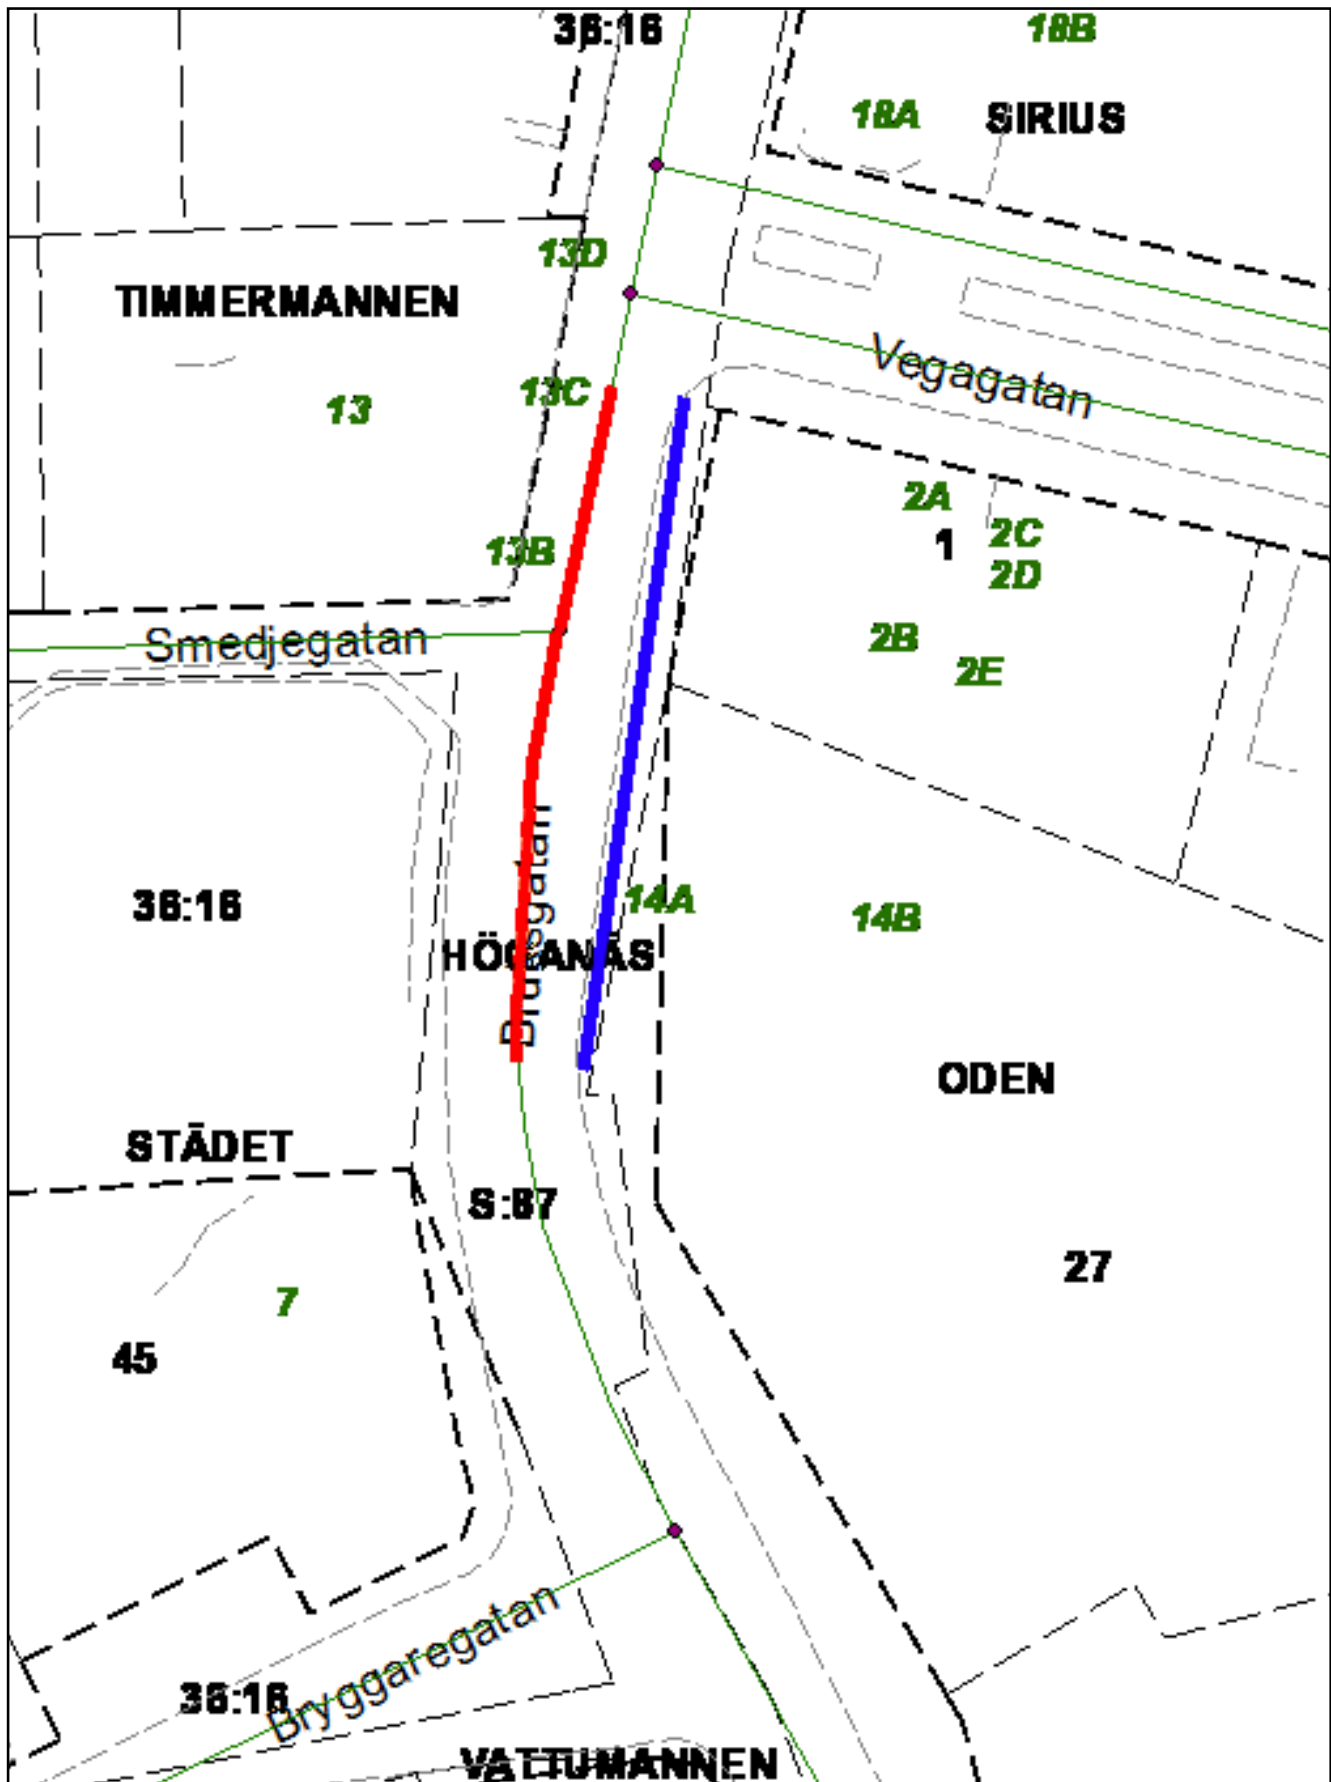 36:16
18B
18A
SIRIUS
13D
TIMMERMANNEN
Vegagatan
13C
13
2A
2C
1
13B
2D
Smedjegatan
2B
2E
14A
36:16
14B
HÖGANÄS
ODEN
STÄDET
S:87
27
7
45
Bryggaregatan
36:16
VATTUMANNEN